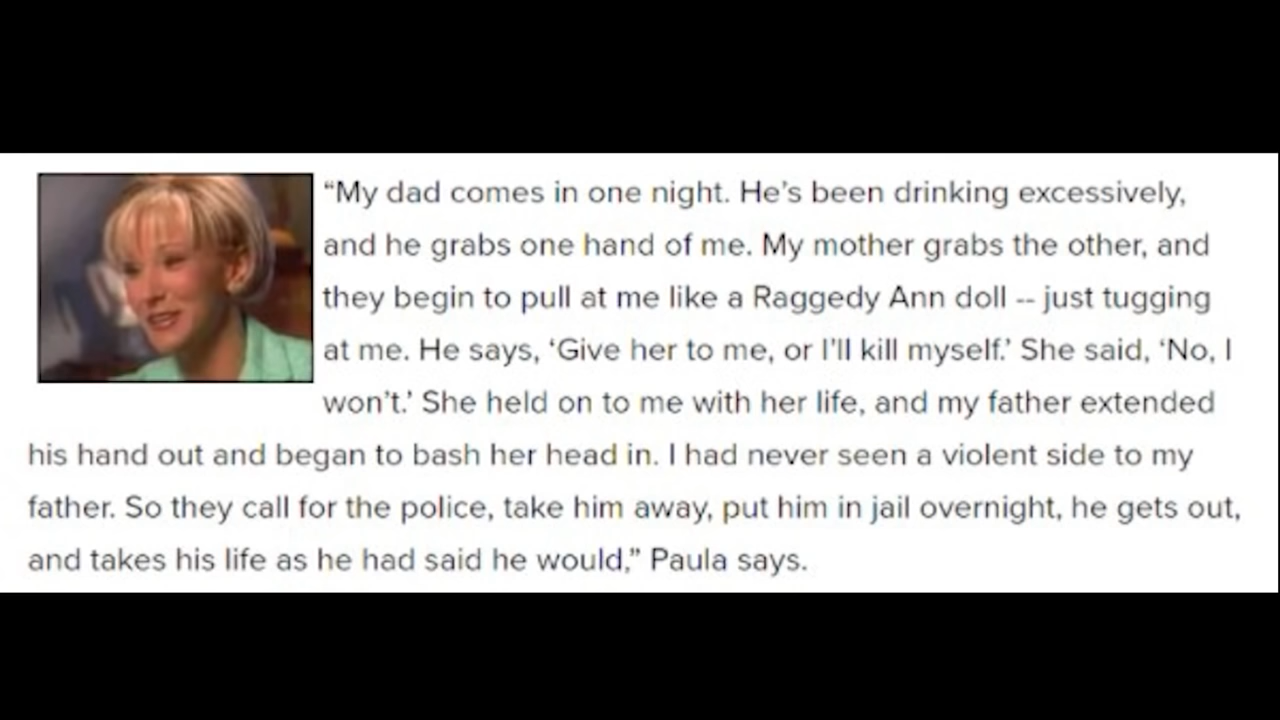 “My dad comes in one night. He’s been drinking excessively,
and he grabs one hand of me. My mother grabs the other, and
they begin to pull at me like a Raggedy Ann doll -- just tugging
at me. He says, ‘Give her to me, or I’ll kill myself.’ She said, ‘No, I
won’t.’ She held on to me with her life, and my father extended
his hand out and began to bash her head in. I had never seen a violent side to my
father. So they call for the police, take him away, put him in jail overnight, he gets out,
and takes his life as he had said he would,” Paula says.